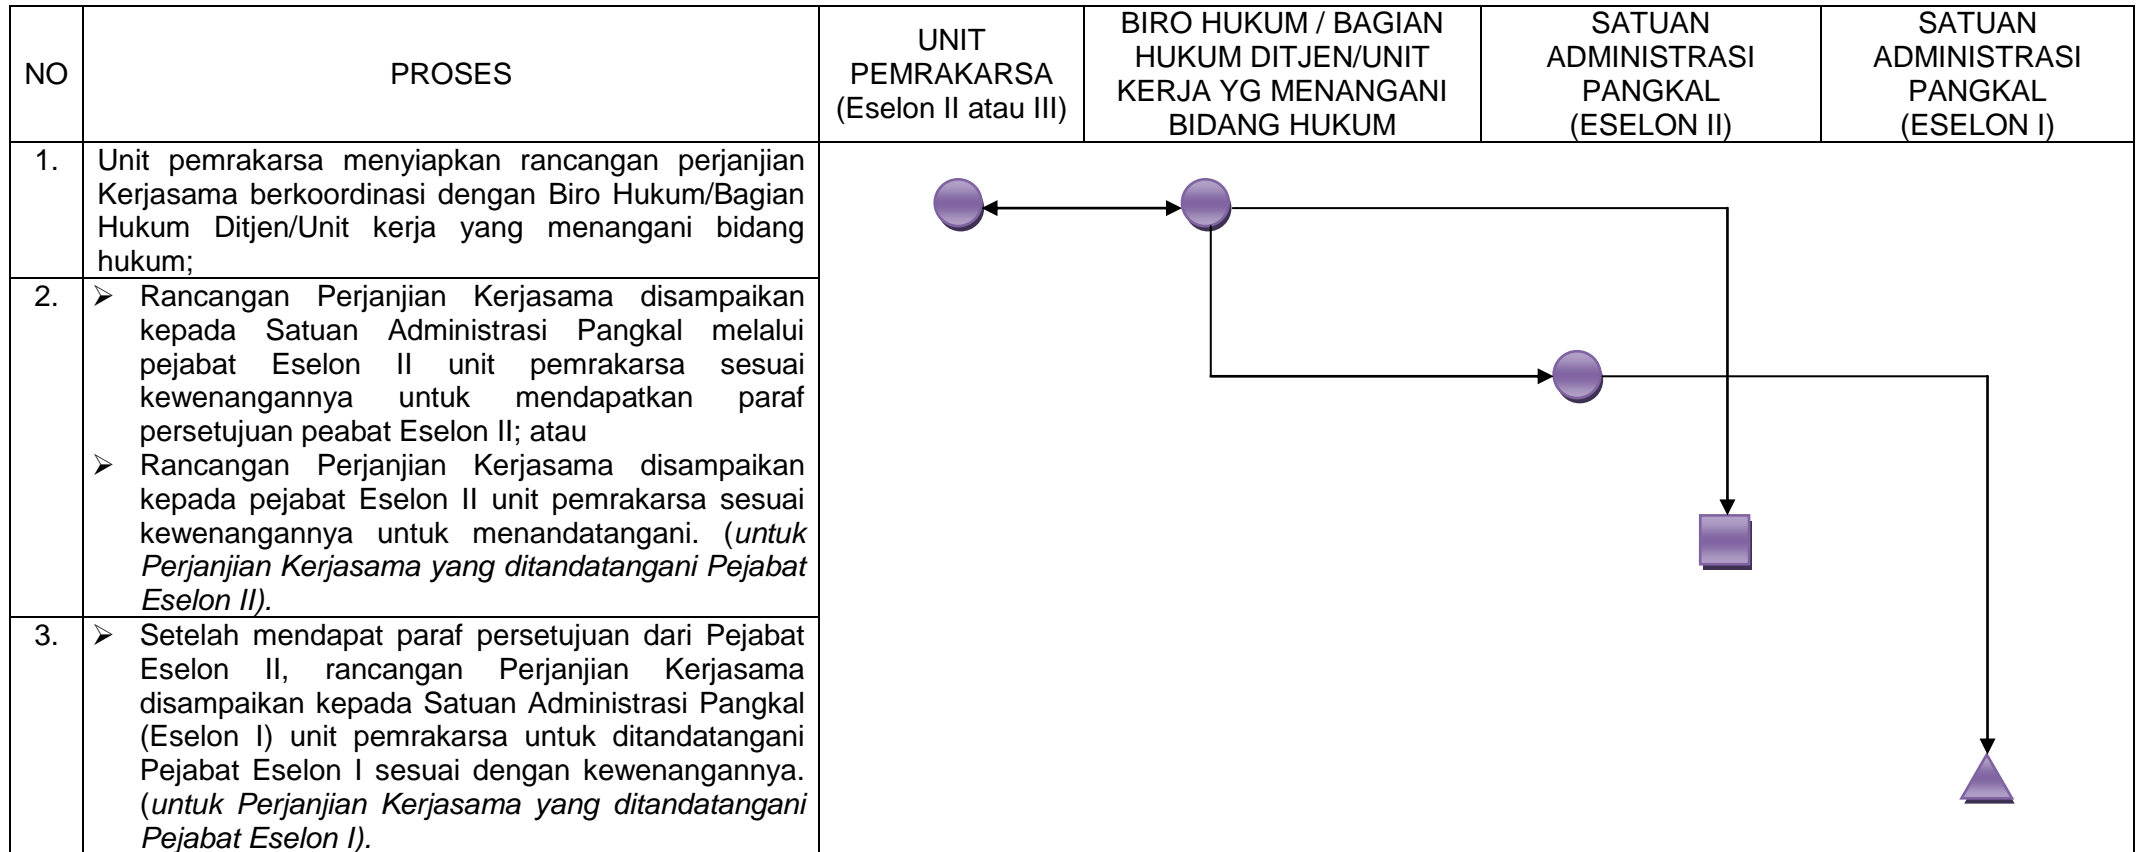 NO
PROSES
UNIT
PEMRAKARSA
(Eselon II atau III)
BIRO HUKUM / BAGIAN
HUKUM DITJEN/UNIT
KERJA YG MENANGANI
BIDANG HUKUM
SATUAN
ADMINISTRASI
PANGKAL
(ESELON II)
SATUAN
ADMINISTRASI
PANGKAL
(ESELON I)
1.
Unit pemrakarsa menyiapkan rancangan perjanjian
Kerjasama berkoordinasi dengan Biro Hukum/Bagian
Hukum Ditjen/Unit kerja yang menangani bidang
hukum;
2.
➢ Rancangan Perjanjian Kerjasama disampaikan
kepada Satuan Administrasi Pangkal melalui
pejabat Eselon II unit pemrakarsa sesuai
kewenangannya untuk mendapatkan paraf
persetujuan peabat Eselon II; atau
➢ Rancangan Perjanjian Kerjasama disampaikan
kepada pejabat Eselon II unit pemrakarsa sesuai
kewenangannya untuk menandatangani. (untuk
Perjanjian Kerjasama yang ditandatangani Pejabat
Eselon II).
3.
➢ Setelah mendapat paraf persetujuan dari Pejabat
Eselon II, rancangan Perjanjian Kerjasama
disampaikan kepada Satuan Administrasi Pangkal
(Eselon I) unit pemrakarsa untuk ditandatangani
Pejabat Eselon I sesuai dengan kewenangannya.
(untuk Perjanjian Kerjasama yang ditandatangani
Pejabat Eselon I).